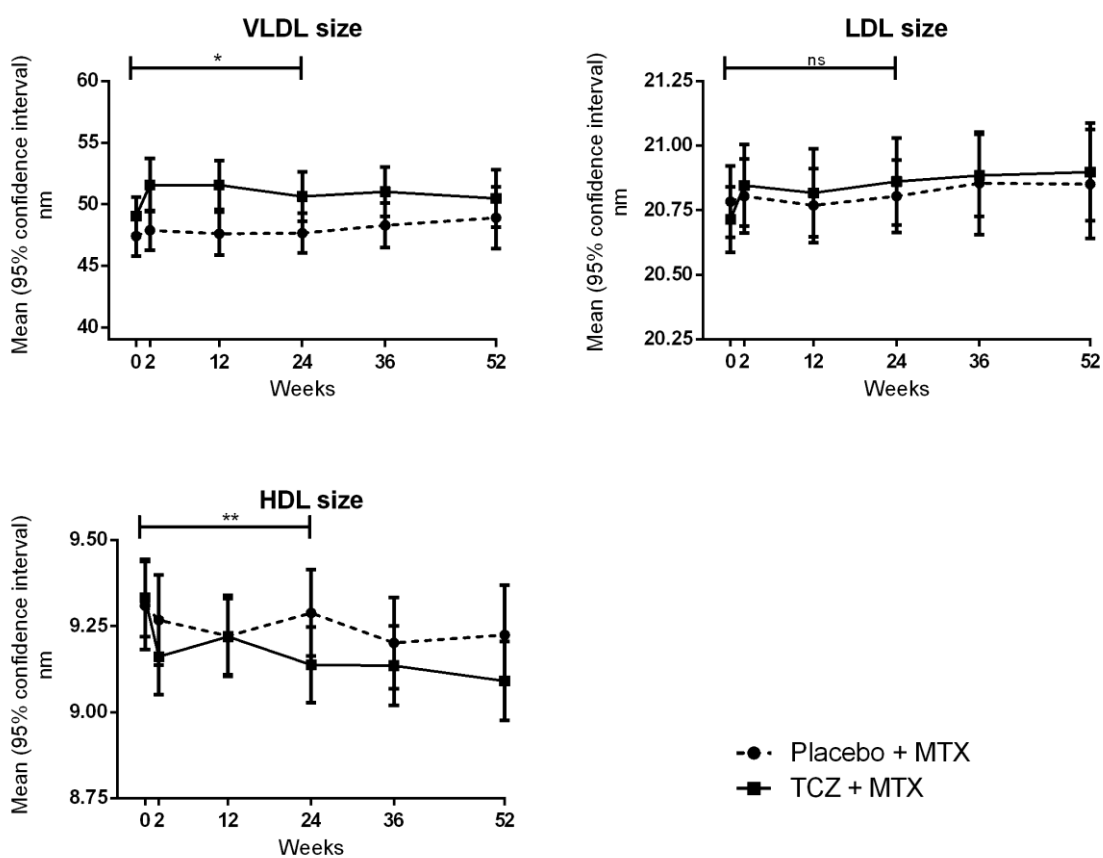 VLDL size
*
Mean (95% confidence interval)
nm
60
55
50
45
40
0 2 12 24 36 52
Weeks
LDL size
ns
Mean (95% confidence interval)
nm
21.25
21.00
20.75
20.50
20.25
0 2 12 24 36 52
Weeks
HDL size
**
Mean (95% confidence interval)
nm
9.50
9.25
9.00
8.75
0 2 12 24 36 52
Weeks
Placebo + MTX
TCZ + MTX